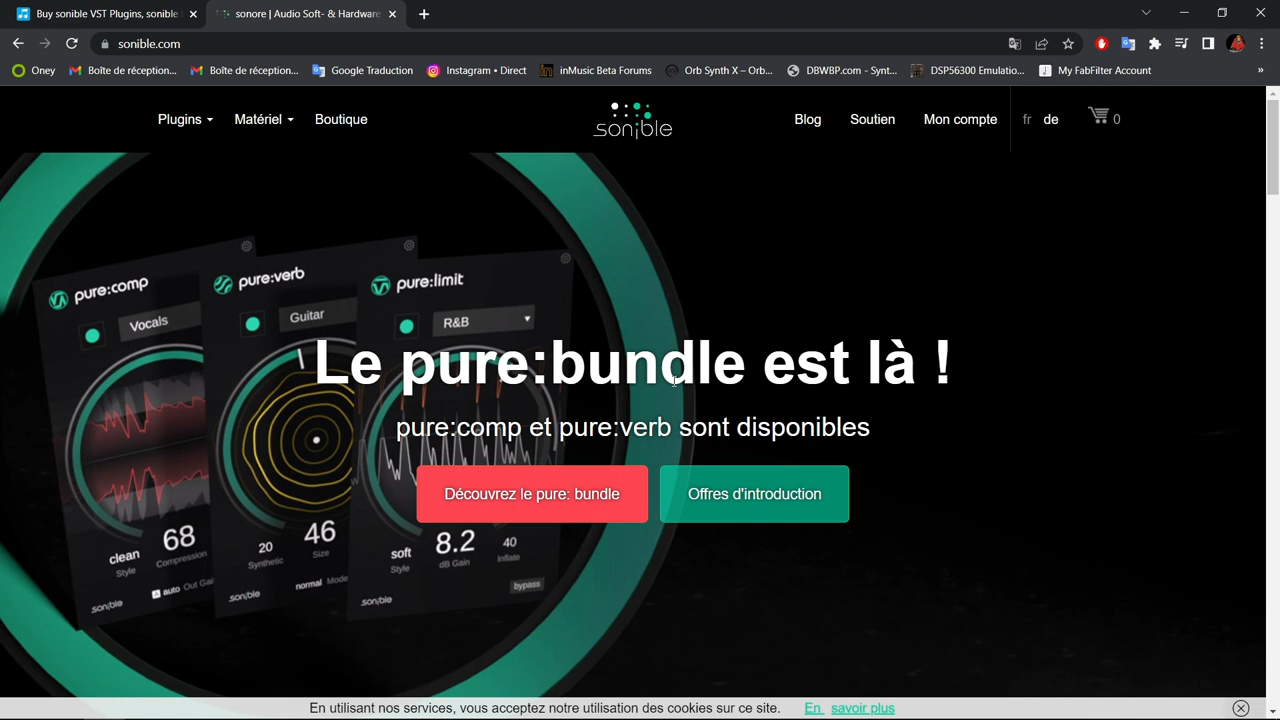 Buy sonible VST Plugins, sonible
sonore | Audio Soft- & Hardware
sonible.com
Oney
Boîte de réception...
Boîte de réception...
Google Traduction
Instagram • Direct
inMusic Beta Forums
Orb Synth X – Orb...
DBWBP.com - Synt...
DSP56300 Emulatio...
My FabFilter Account
»
Plugins
Matériel
Boutique
sonible
Blog
Soutien
Mon compte
fr de
0
pure:comp
Vocals
clean
Style
68
Compression
A auto Out Gai
sonible
pure:verb
Guitar
20
Synthetic
46
Size
normal Mode
sonible
pure:limit
R&B
soft
Style
8.2
dB Gain
40
Inflate
bypass
sonible
Le pure:bundle est là !
pure:comp et pure:verb sont disponibles
Découvrez le pure: bundle
Offres d'introduction
En utilisant nos services, vous acceptez notre utilisation des cookies sur ce site. En savoir plus